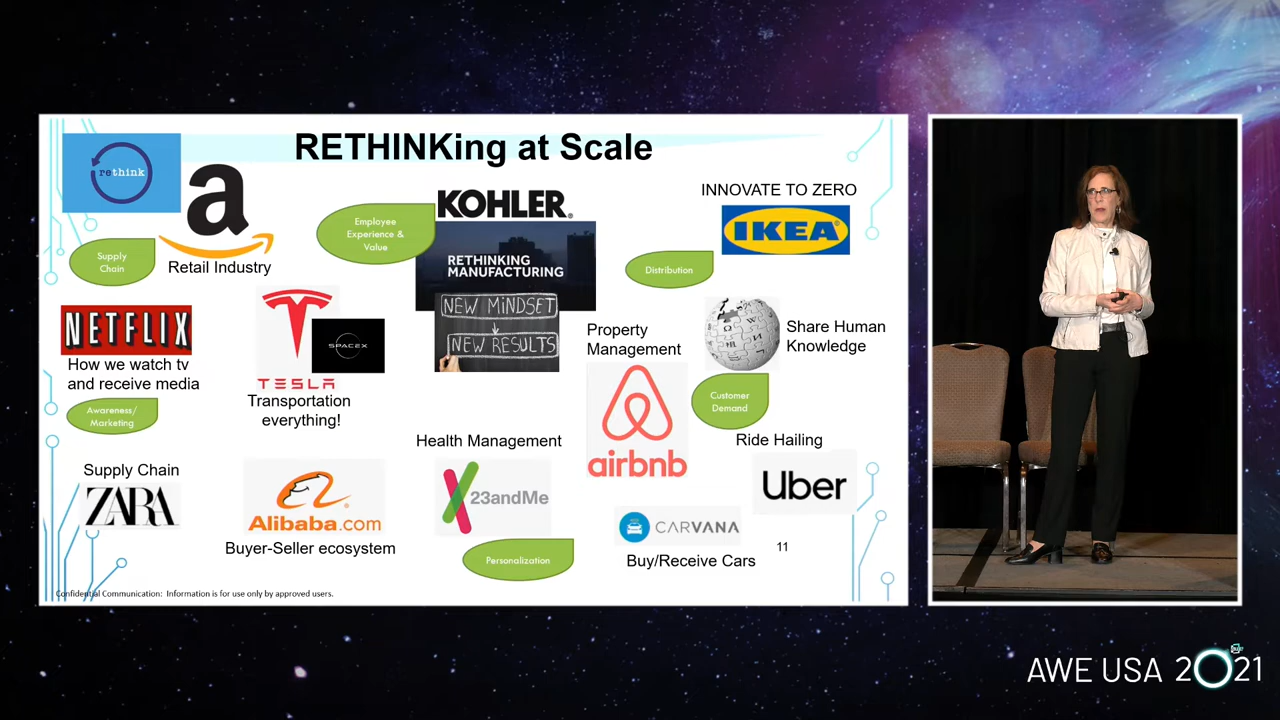 RETHINKing at Scale
rethink
a
Retail Industry
Supply
Chain
Employee
Experience &
Value
KOHLER
RETHINKING
MANUFACTURING
NEW MINDSET
NEW RESULTS
INNOVATE TO ZERO
IKEA
Distribution
NETFLIX
How we watch tv
and receive media
Awareness/
Marketing
SPACEX
TESLA
Transportation
everything!
Property
Management
airbnb
Share Human
Knowledge
Customer
Demand
Ride Hailing
Uber
Supply Chain
ZARA
Alibaba.com
Buyer-Seller ecosystem
Health Management
23andMe
Personalization
CARVANA
Buy/Receive Cars
11
Confidential Communication: Information is for use only by approved users.
AWE USA 2021